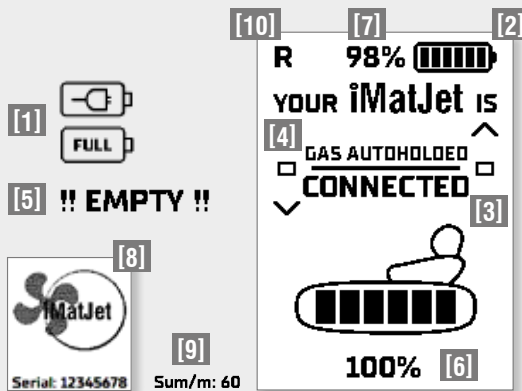 [10] [7] [2]
R 98%
YOUR iMatJet IS
[1]
FULL
[4]
GAS AUTOHOLDED
CONNECTED
[5] !! EMPTY !!
[3]
[8]
iMatJet
Serial: 12345678
[9]
Sum/m: 60
100% [6]